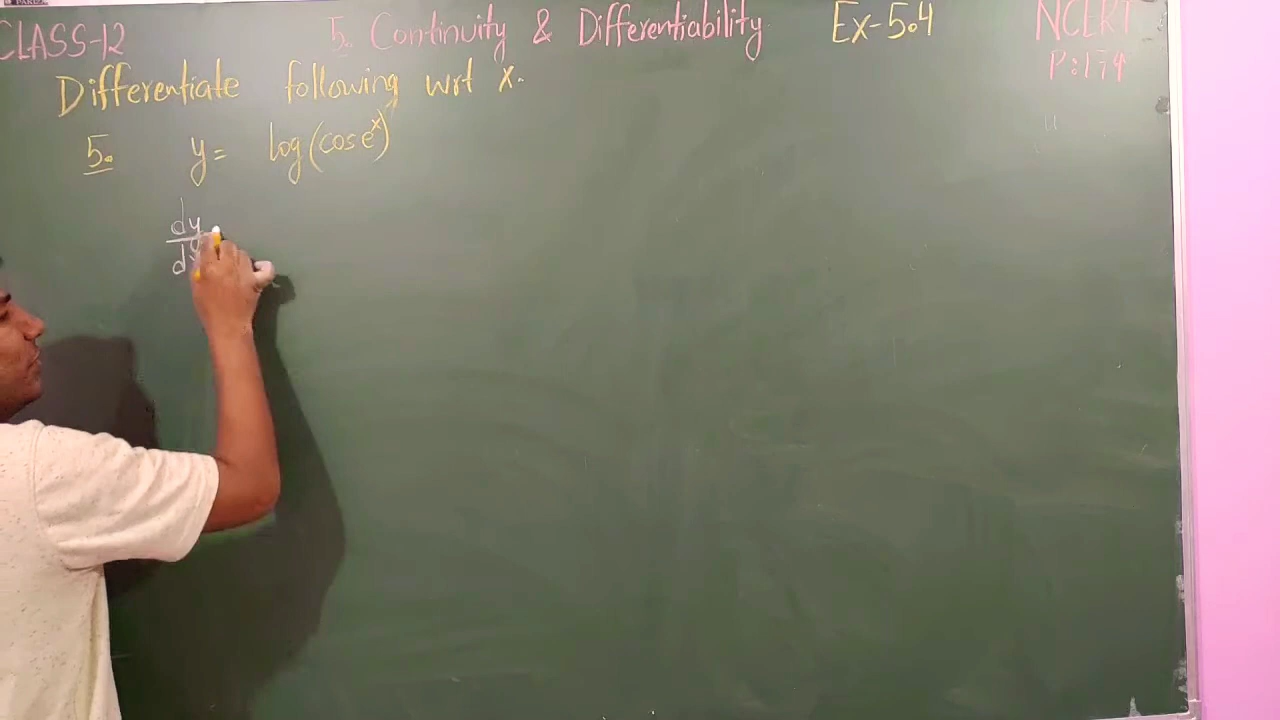 CLASS-12 5. Continuity & Differentiability Ex-5.4 NCERT
P:174
Differentiate following wrt x.
5. y = log(cos eˣ)
dy
dx